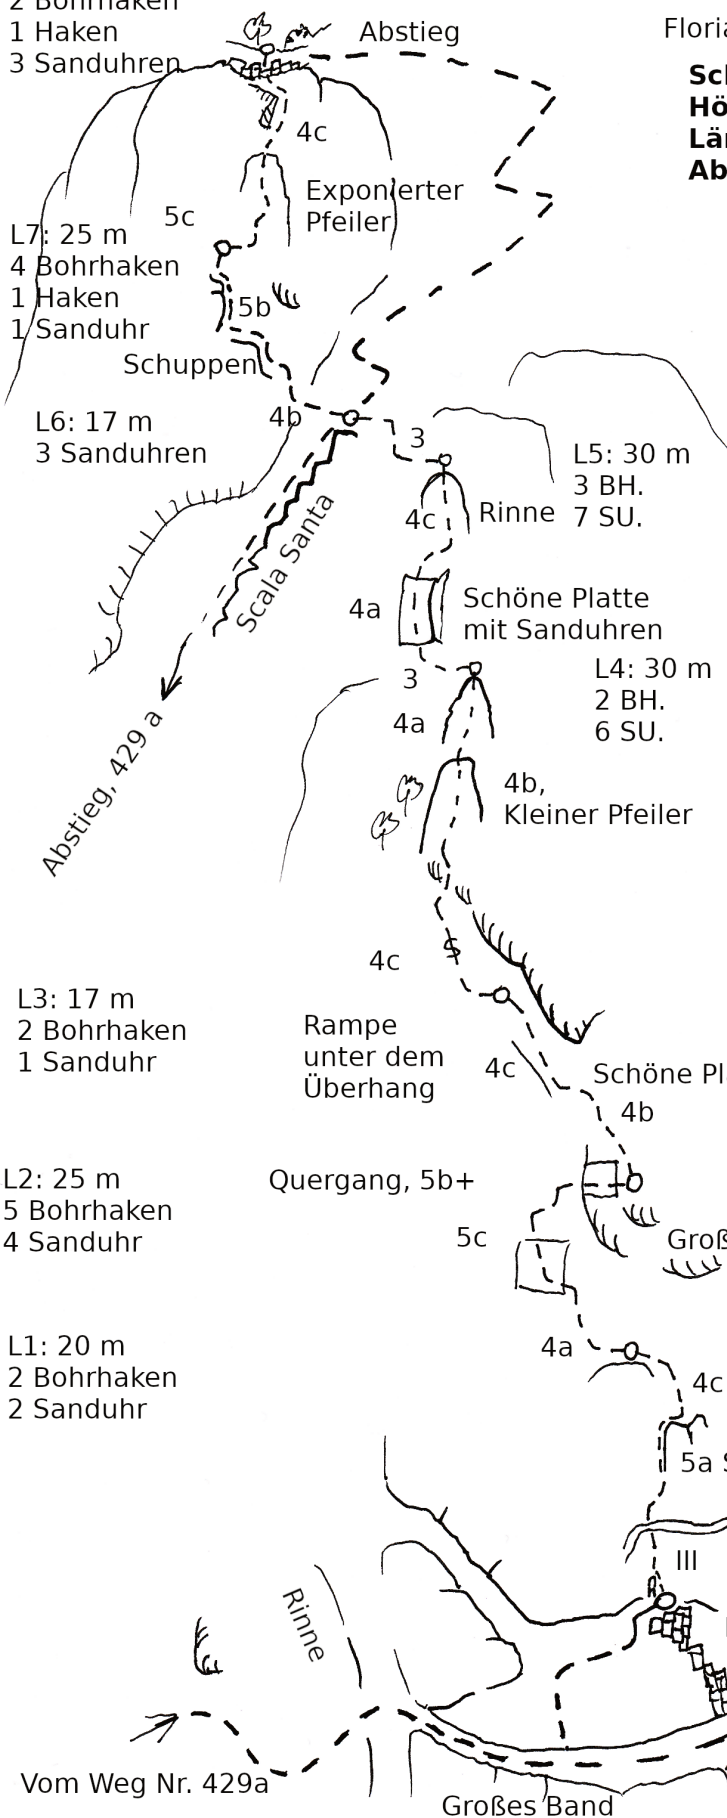 2 Bohrhaken
1 Haken
3 Sanduhren
Abstieg
Floria
Sch
Hö
Län
Ab
4c
Exponierter
Pfeiler
5c
L7: 25 m
4 Bohrhaken
1 Haken
1 Sanduhr
5b
Schuppen
4b
L6: 17 m
3 Sanduhren
3
L5: 30 m
3 BH.
7 SU.
4c
Rinne
Scala Santa
4a
Schöne Platte
mit Sanduhren
3
L4: 30 m
2 BH.
6 SU.
4a
Abstieg, 429 a
4b,
Kleiner Pfeiler
4c
L3: 17 m
2 Bohrhaken
1 Sanduhr
Rampe
unter dem
Überhang
4c
Schöne Pl
4b
L2: 25 m
5 Bohrhaken
4 Sanduhr
Quergang, 5b+
5c
Groß
L1: 20 m
2 Bohrhaken
2 Sanduhr
4a
4c
5a S
III
Rinne
Vom Weg Nr. 429a
Großes Band